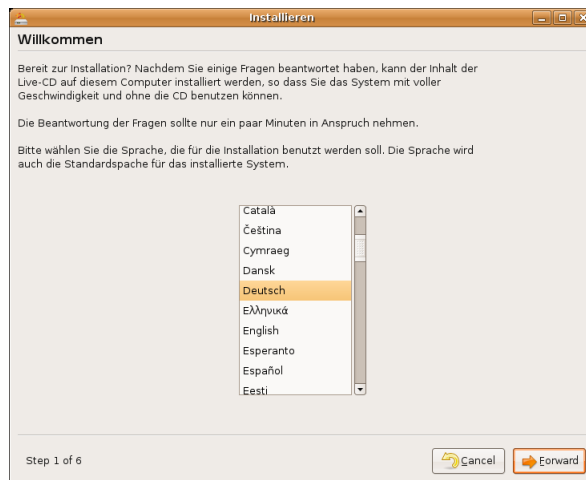 Installieren
Willkommen
Bereit zur Installation? Nachdem Sie einige Fragen beantwortet haben, kann der Inhalt der
Live-CD auf diesem Computer installiert werden, so dass Sie das System mit voller
Geschwindigkeit und ohne die CD benutzen können.
Die Beantwortung der Fragen sollte nur ein paar Minuten in Anspruch nehmen.
Bitte wählen Sie die Sprache, die für die Installation benutzt werden soll. Die Sprache wird
auch die Standardspache für das installierte System.
Català
Čeština
Cymraeg
Dansk
Deutsch
Ελληνικά
English
Esperanto
Español
Eesti
Step 1 of 6
Cancel
Forward